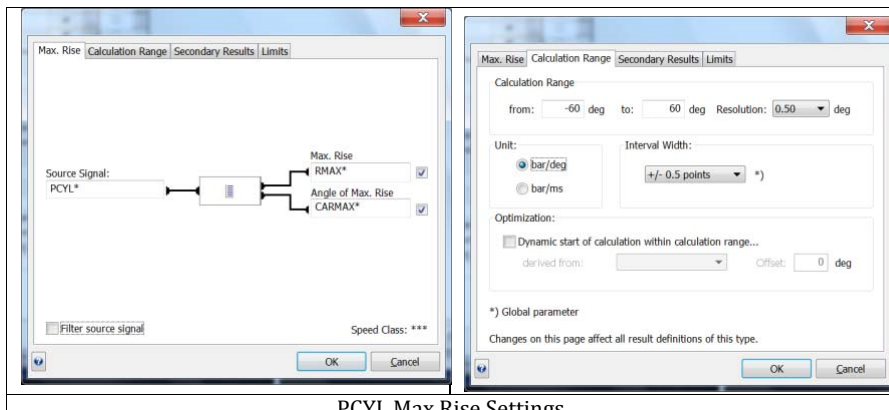 Max. Rise Calculation Range Secondary Results Limits
Max. Rise
Source Signal: RMAX*
PCYL* Angle of Max. Rise
CARMAX*
Filter source signal Speed Class: ***
OK Cancel
Max. Rise Calculation Range Secondary Results Limits
Calculation Range
from: -60 deg to: 60 deg Resolution: 0.50 deg
Unit: Interval Width:
bar/deg +/- 0.5 points *)
bar/ms
Optimization:
Dynamic start of calculation within calculation range...
derived from: Offset: 0 deg
*) Global parameter
Changes on this page affect all result definitions of this type.
OK Cancel
PCYL Max Rise Settings